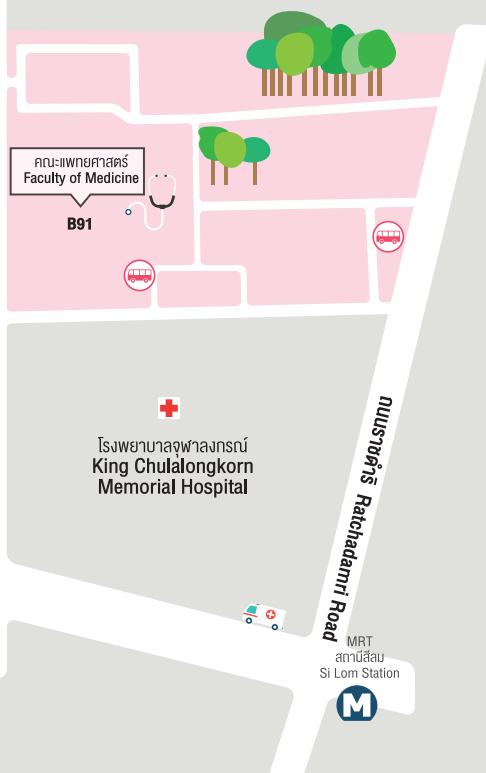 คณะแพทยศาสตร์
Faculty of Medicine
B91
โรงพยาบาลจุฬาลงกรณ์
King Chulalongkorn
Memorial Hospital
ถนนราชดำริ Ratchadamri Road
MRT
สถานีสีลม
Si Lom Station
M